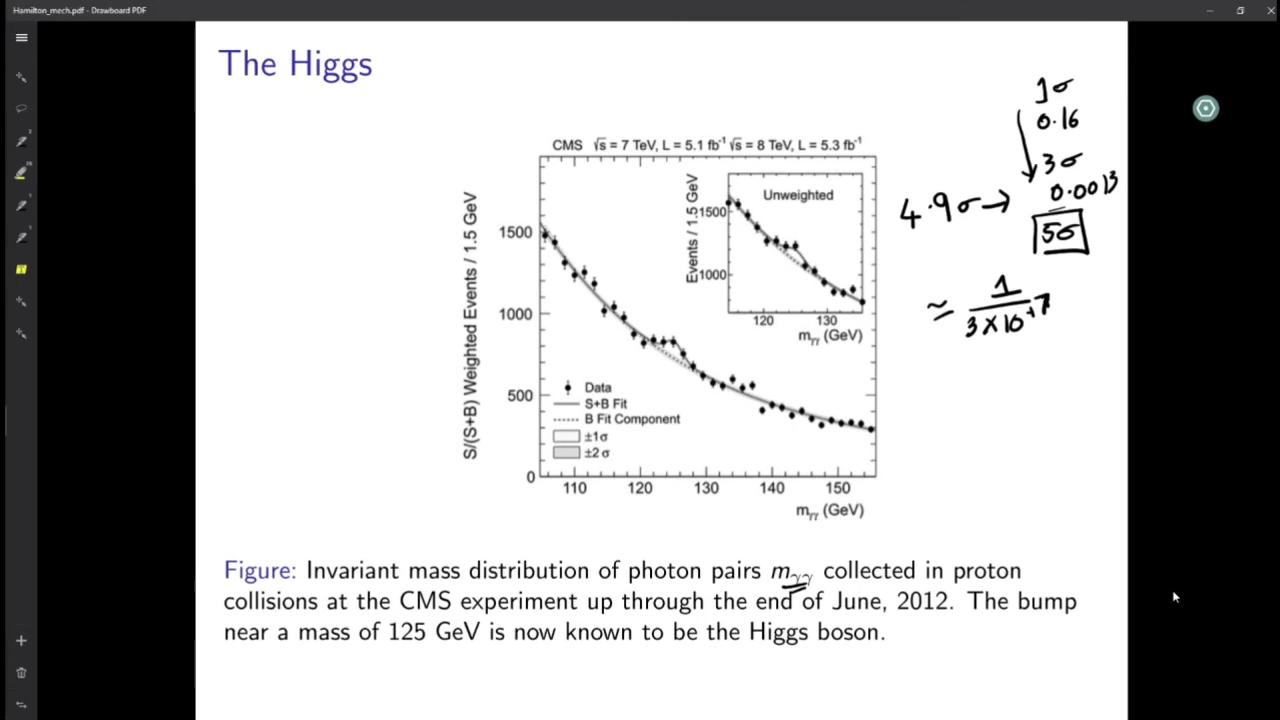 Hamilton_mech.pdf - Drawboard PDF
The Higgs
CMS √s = 7 TeV, L = 5.1 fb⁻¹ √s = 8 TeV, L = 5.3 fb⁻¹
S/(S+B) Weighted Events / 1.5 GeV
1500
1000
500
0
110 120 130 140 150
mγγ (GeV)
Data
S+B Fit
B Fit Component
±1σ
±2 σ
Unweighted
Events / 1.5 GeV
1500
1000
120 130
mγγ (GeV)
1σ
0.16
3σ
0.0013
4.9σ →
5σ
≃ 1 / 3×10⁺⁷
Figure: Invariant mass distribution of photon pairs mγγ collected in proton
collisions at the CMS experiment up through the end of June, 2012. The bump
near a mass of 125 GeV is now known to be the Higgs boson.